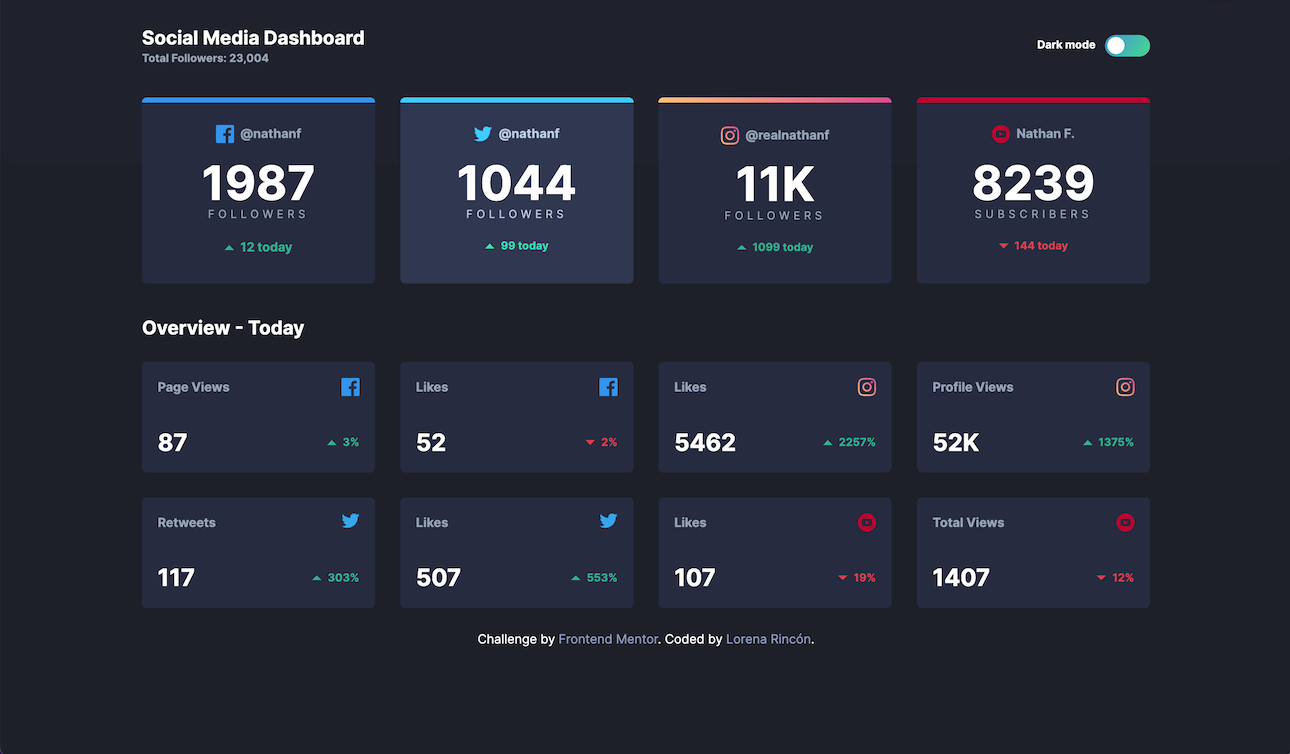 Social Media Dashboard
Total Followers: 23,004
Dark mode
@nathanf
1987
FOLLOWERS
12 today
@nathanf
1044
FOLLOWERS
99 today
@realnathanf
11K
FOLLOWERS
1099 today
Nathan F.
8239
SUBSCRIBERS
144 today
Overview - Today
Page Views
87
3%
Likes
52
2%
Likes
5462
2257%
Profile Views
52K
1375%
Retweets
117
303%
Likes
507
553%
Likes
107
19%
Total Views
1407
12%
Challenge by Frontend Mentor. Coded by Lorena Rincón.